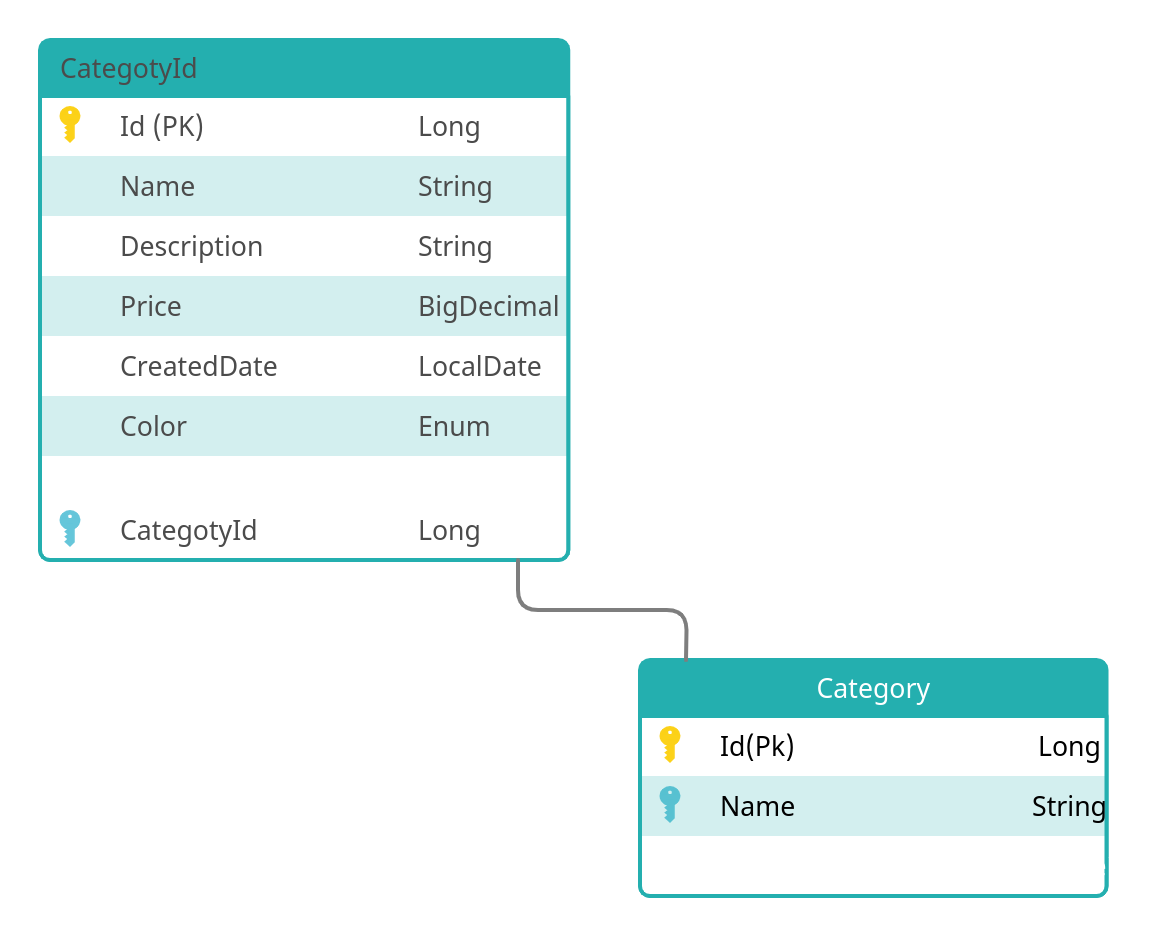 CategotyId
Id (PK) Long
Name String
Description String
Price BigDecimal
CreatedDate LocalDate
Color Enum
CategotyId Long
Category
Id(Pk) Long
Name String